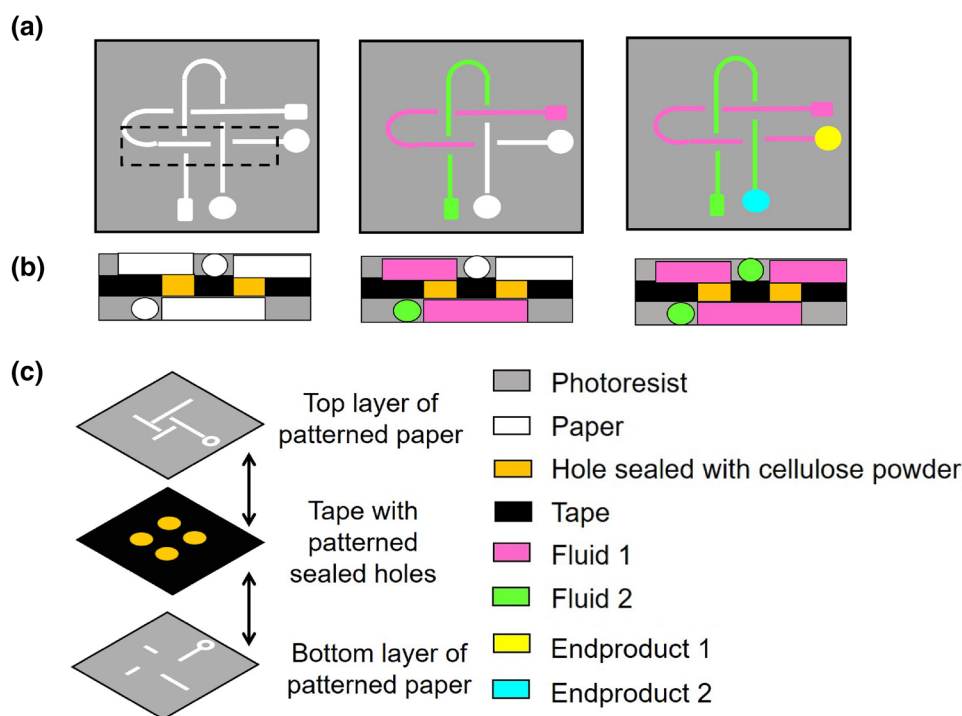 (a)
(b)
(c)
Top layer of
patterned paper
Tape with
patterned
sealed holes
Bottom layer of
patterned paper
Photoresist
Paper
Hole sealed with cellulose powder
Tape
Fluid 1
Fluid 2
Endproduct 1
Endproduct 2